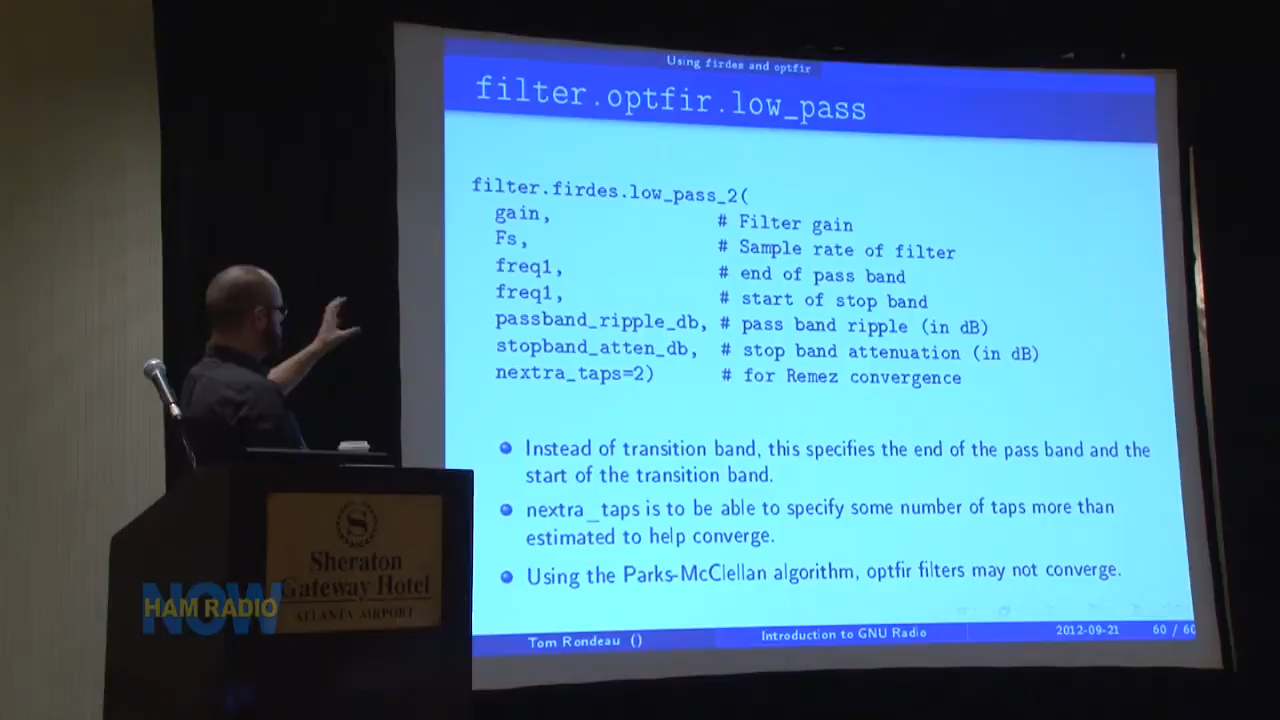 Using firdes and optfir
filter.optfir.low_pass
filter.firdes.low_pass_2(
gain, # Filter gain
Fs, # Sample rate of filter
freq1, # end of pass band
freq1, # start of stop band
passband_ripple_db, # pass band ripple (in dB)
stopband_atten_db, # stop band attenuation (in dB)
nextra_taps=2) # for Remez convergence
Instead of transition band, this specifies the end of the pass band and the
start of the transition band.
nextra_taps is to be able to specify some number of taps more than
estimated to help converge.
Using the Parks-McClellan algorithm, optfir filters may not converge.
Tom Rondeau () Introduction to GNU Radio 2012-09-21 60 / 60
S
Sheraton
Gateway Hotel
ATLANTA AIRPORT
HAM RADIO
NOW